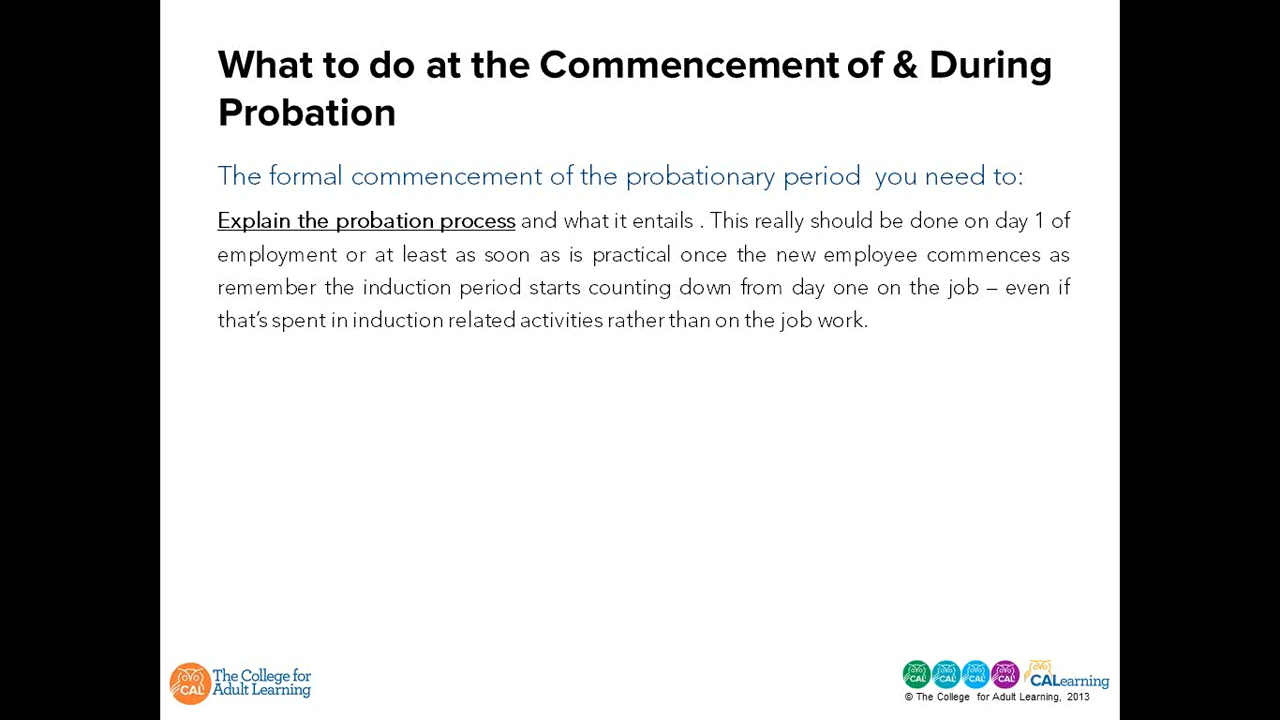 What to do at the Commencement of & During
Probation
The formal commencement of the probationary period  you need to:
Explain the probation process and what it entails . This really should be done on day 1 of
employment or at least as soon as is practical once the new employee commences as
remember the induction period starts counting down from day one on the job – even if
that's spent in induction related activities rather than on the job work.
CAL
The College for
Adult Learning
CAL CAL CAL CAL CALearning
© The College  for Adult Learning, 2013